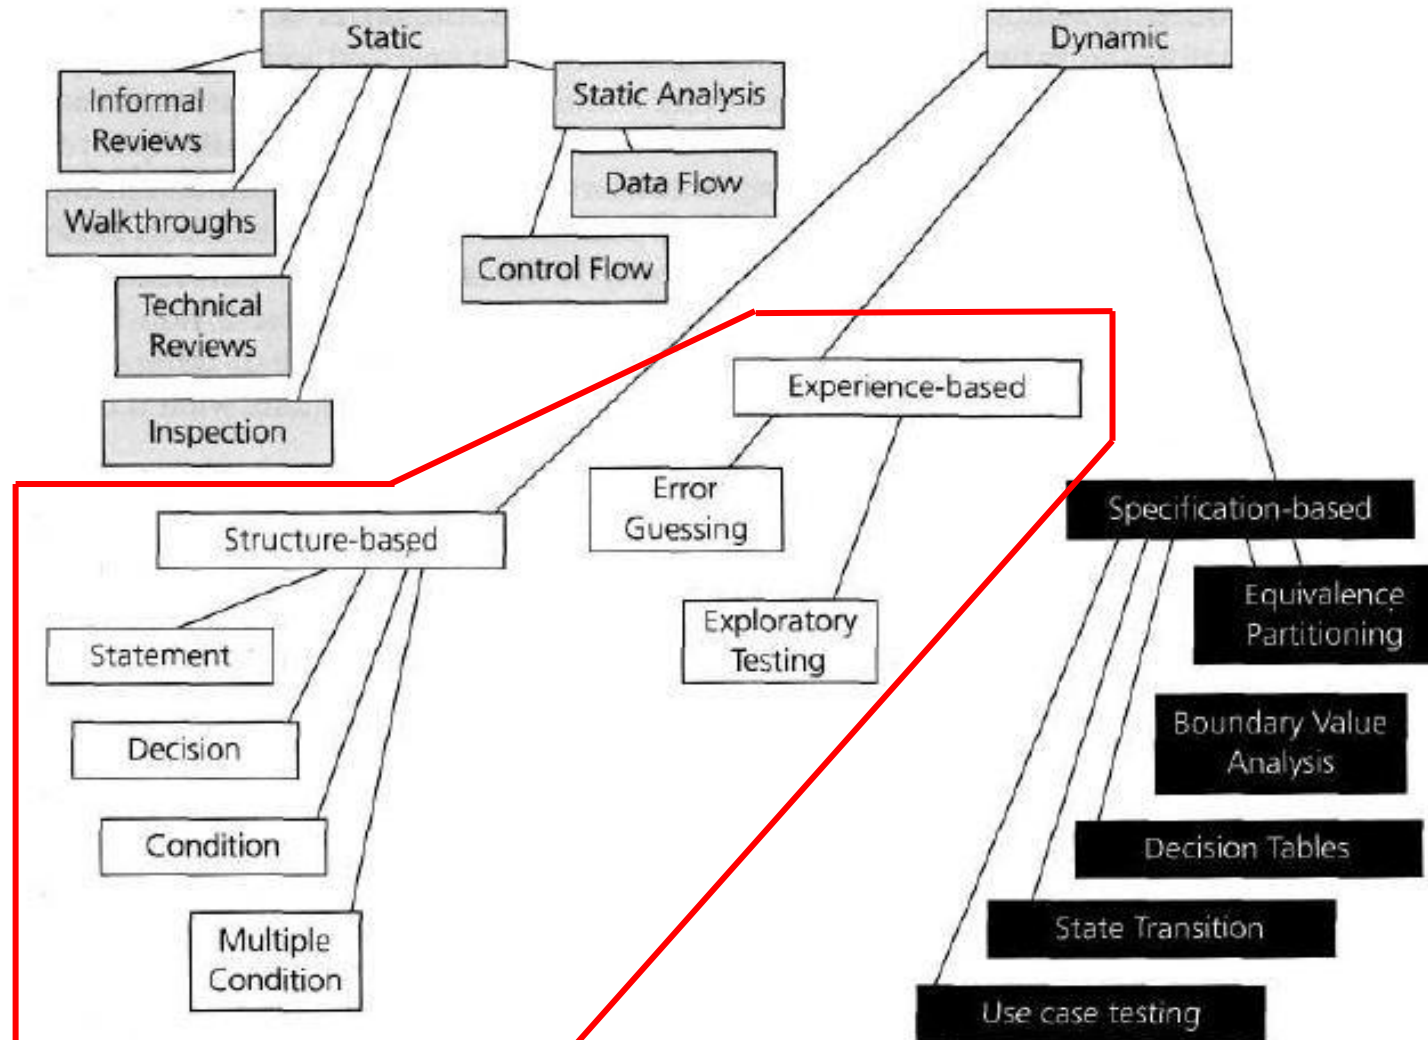 Static
Dynamic
Informal
Reviews
Static Analysis
Data Flow
Walkthroughs
Control Flow
Technical
Reviews
Experience-based
Inspection
Error
Guessing
Specification-based
Structure-based
Equivalence
Partitioning
Exploratory
Testing
Statement
Boundary Value
Analysis
Decision
Condition
Decision Tables
State Transition
Multiple
Condition
Use case testing